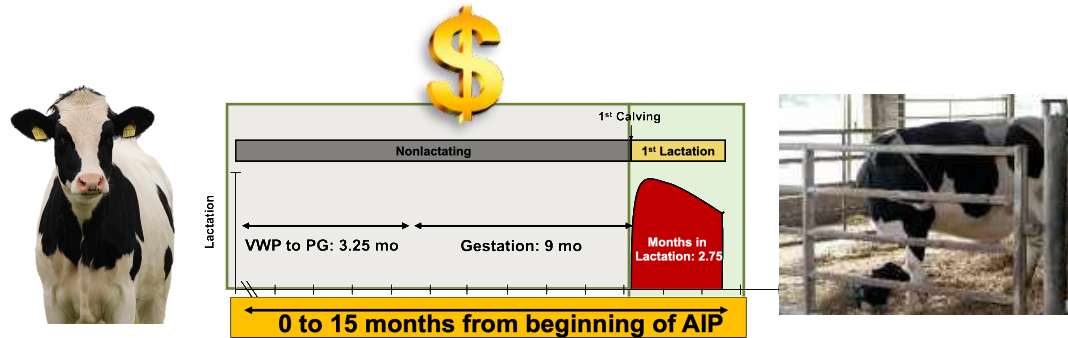 $
1st Calving
Nonlactating
1st Lactation
Lactation
VWP to PG: 3.25 mo
Gestation: 9 mo
Months in
Lactation: 2.75
0 to 15 months from beginning of AIP